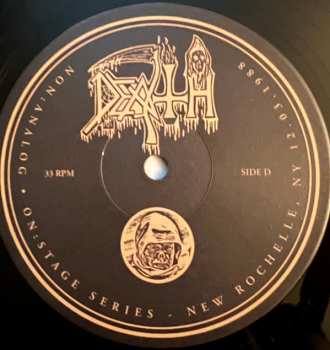 DEATH
33 RPM
SIDE D
NON:ANALOG • ON:STAGE SERIES - NEW ROCHELLE, NY 12-03-1988